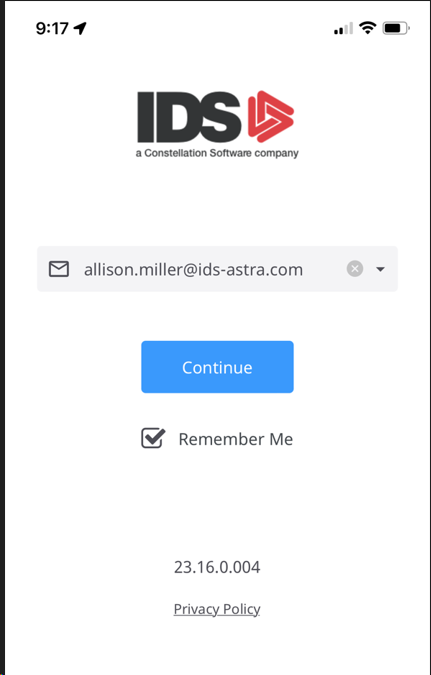 9:17
IDS
a Constellation Software company
allison.miller@ids-astra.com
Continue
Remember Me
23.16.0.004
Privacy Policy